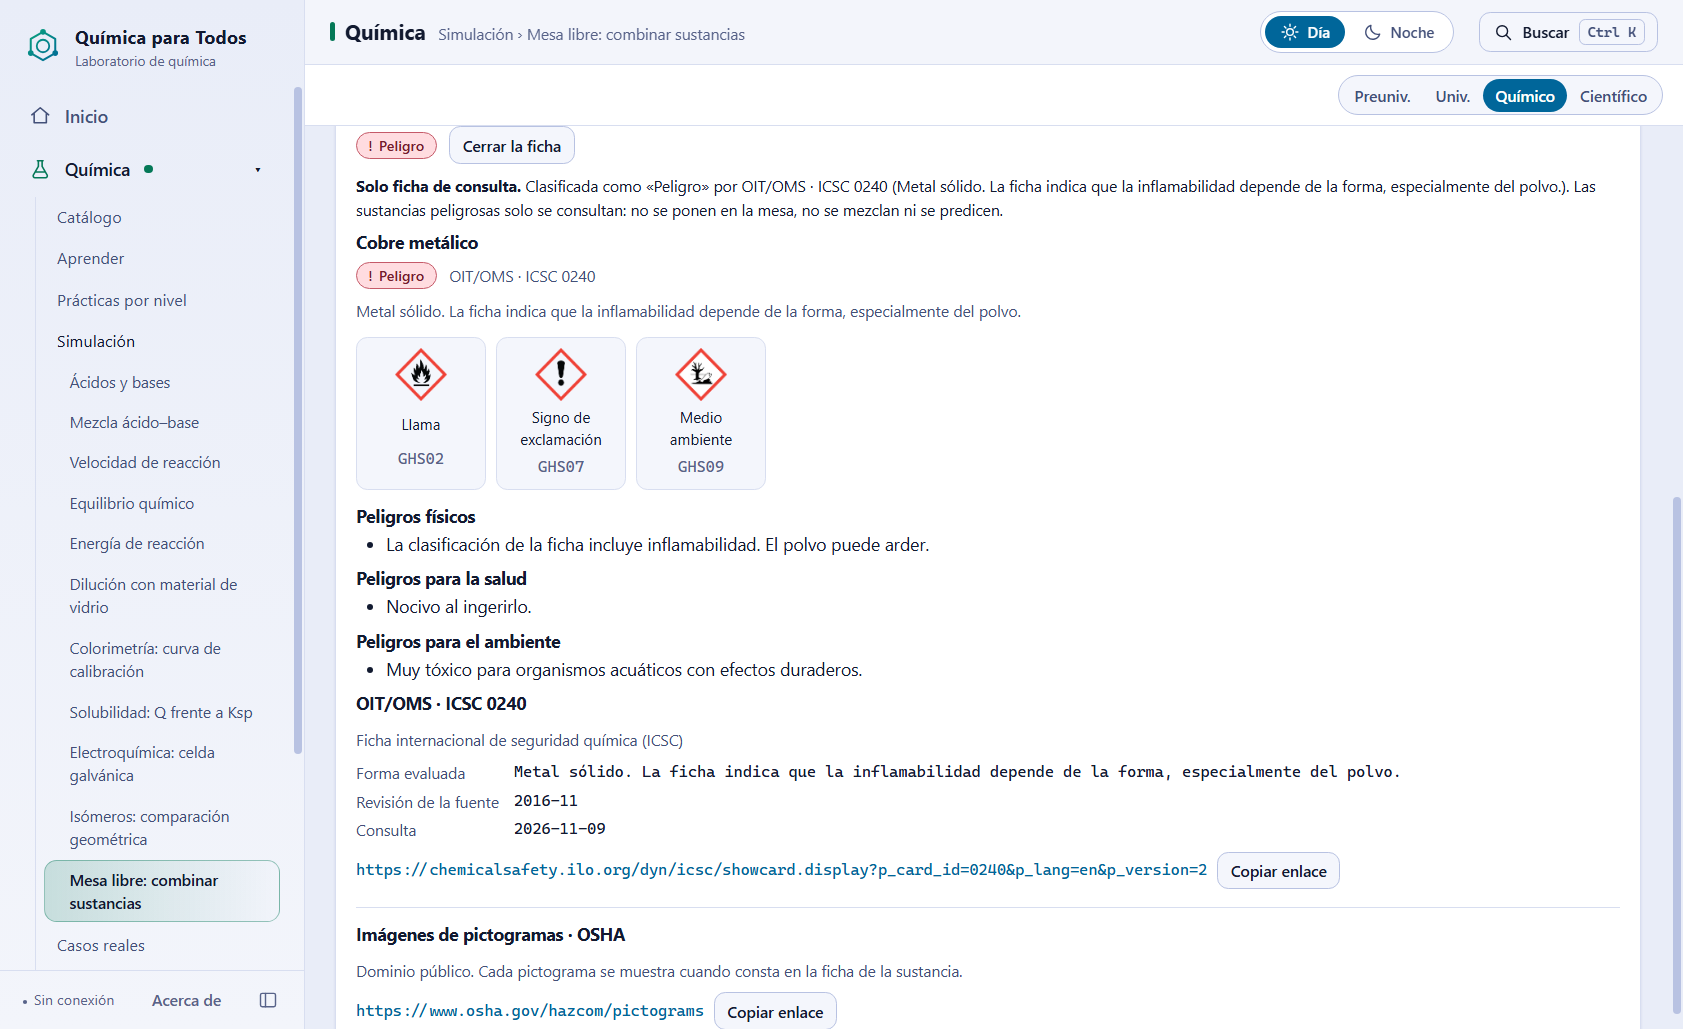 Química para Todos
Laboratorio de química
Inicio
Química
Catálogo
Aprender
Prácticas por nivel
Simulación
Ácidos y bases
Mezcla ácido–base
Velocidad de reacción
Equilibrio químico
Energía de reacción
Dilución con material de
vidrio
Colorimetría: curva de
calibración
Solubilidad: Q frente a Ksp
Electroquímica: celda
galvánica
Isómeros: comparación
geométrica
Mesa libre: combinar
sustancias
Casos reales
Sin conexión
Acerca de
Química Simulación › Mesa libre: combinar sustancias
Día
Noche
Buscar Ctrl K
Preuniv.
Univ.
Químico
Científico
! Peligro
Cerrar la ficha
Solo ficha de consulta. Clasificada como «Peligro» por OIT/OMS · ICSC 0240 (Metal sólido. La ficha indica que la inflamabilidad depende de la forma, especialmente del polvo.). Las
sustancias peligrosas solo se consultan: no se ponen en la mesa, no se mezclan ni se predicen.
Cobre metálico
! Peligro OIT/OMS · ICSC 0240
Metal sólido. La ficha indica que la inflamabilidad depende de la forma, especialmente del polvo.
Llama
GHS02
Signo de
exclamación
GHS07
Medio
ambiente
GHS09
Peligros físicos
• La clasificación de la ficha incluye inflamabilidad. El polvo puede arder.
Peligros para la salud
• Nocivo al ingerirlo.
Peligros para el ambiente
• Muy tóxico para organismos acuáticos con efectos duraderos.
OIT/OMS · ICSC 0240
Ficha internacional de seguridad química (ICSC)
Forma evaluada Metal sólido. La ficha indica que la inflamabilidad depende de la forma, especialmente del polvo.
Revisión de la fuente 2016-11
Consulta 2026-11-09
https://chemicalsafety.ilo.org/dyn/icsc/showcard.display?p_card_id=0240&p_lang=en&p_version=2 Copiar enlace
Imágenes de pictogramas · OSHA
Dominio público. Cada pictograma se muestra cuando consta en la ficha de la sustancia.
https://www.osha.gov/hazcom/pictograms Copiar enlace